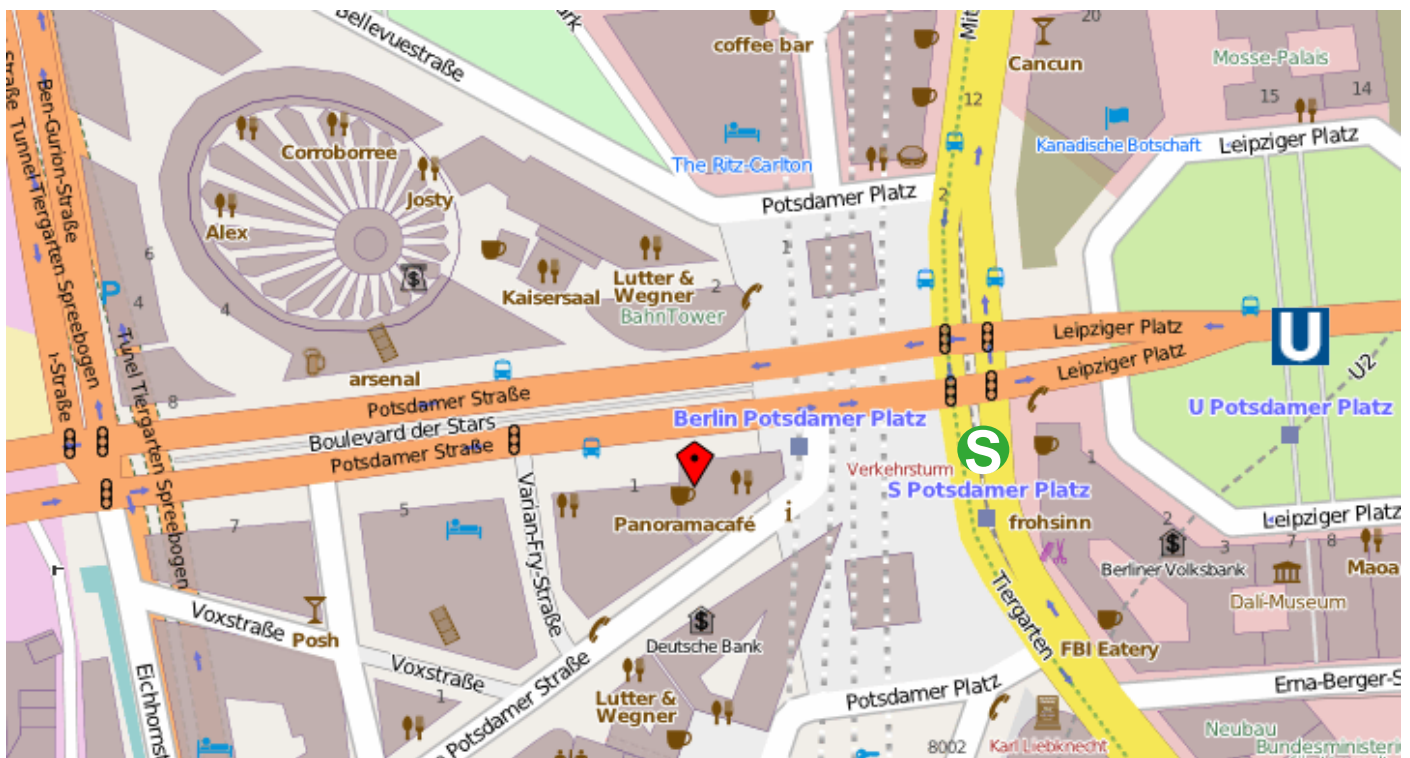 Bellevuestraße
ark
coffee bar
Mit
20
Cancun
Mosse-Palais
15
14
12
Straße Tunnel Tiergarten Spreebogen
Ben-Gurion-Straße
Corroborree
The Ritz-Carlton
Kanadische Botschaft
Leipziger Platz
Josty
Potsdamer Platz
2
Alex
6
1
Kaisersaal
Lutter &
Wegner
2
BahnTower
P
4
4
Leipziger Platz
Leipziger Platz
U
U2
Tunnel Tiergarten Spreebogen
r-Straße
arsenal
8
Potsdamer Straße
Boulevard der Stars
Potsdamer Straße
Berlin Potsdamer Platz
U Potsdamer Platz
S
Verkehrsturm
S Potsdamer Platz
1
1
5
7
Panoramacafé
i
frohsinn
2
Leipziger Platz
3
7
8
Maoa
Berliner Volksbank
Varian-Fry-Straße
Dalí-Museum
Voxstraße
Posh
Tiergarten
Deutsche Bank
FBI Eatery
Voxstraße
Eichhornst
1
Potsdamer Straße
Lutter &
Wegner
Potsdamer Platz
Erna-Berger-S
8002
Karl Liebknecht
Neubau
Bundesministeriu